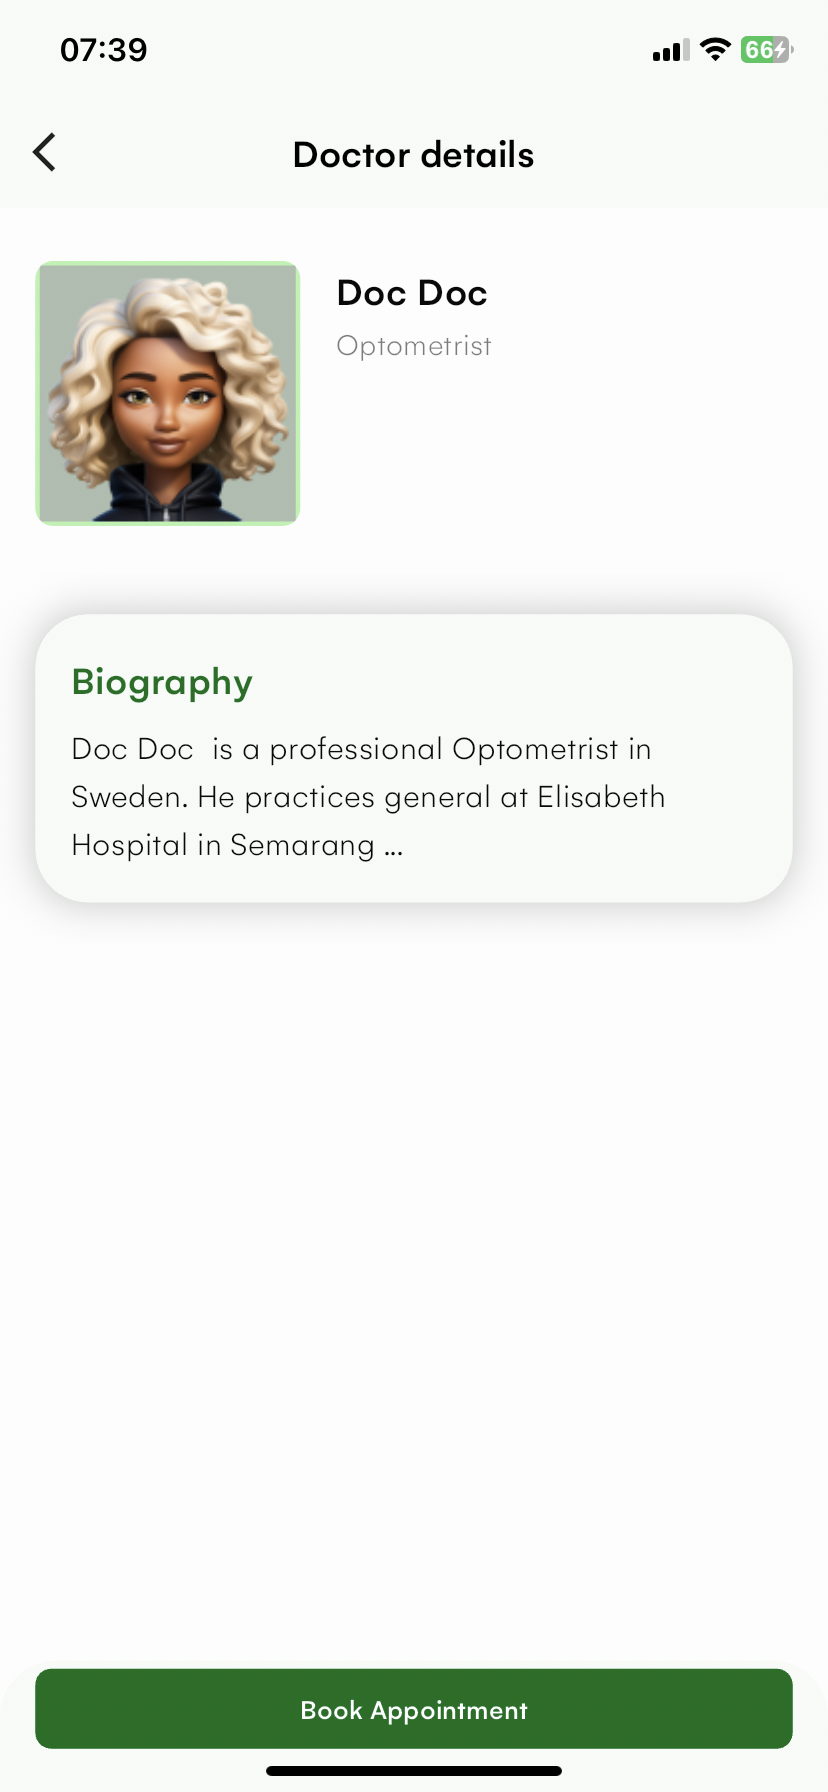 07:39
66
Doctor details
Doc Doc
Optometrist
Biography
Doc Doc  is a professional Optometrist in
Sweden. He practices general at Elisabeth
Hospital in Semarang ...
Book Appointment